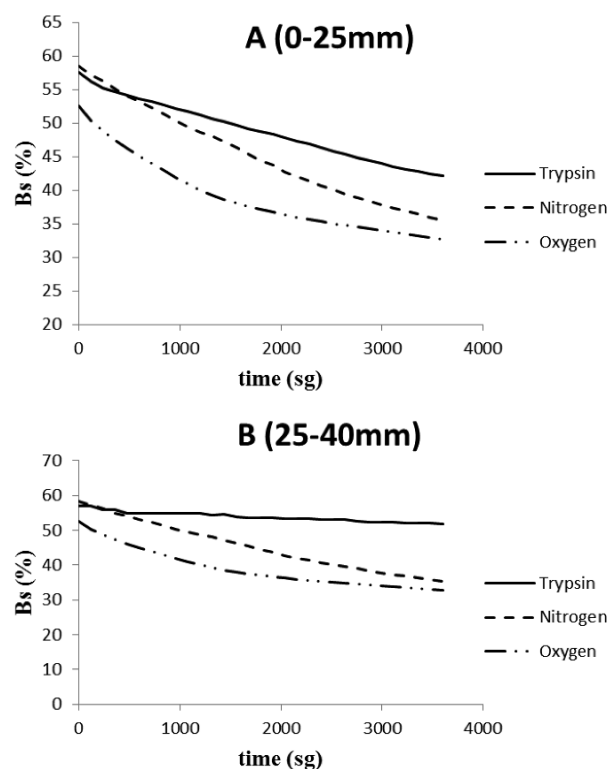 A (0-25mm)
65
60
55
50
45
40
35
30
25
20
Bs (%)
0 1000 2000 3000 4000
time (sg)
Trypsin
Nitrogen
Oxygen
B (25-40mm)
70
60
50
40
30
20
10
0
Bs (%)
0 1000 2000 3000 4000
time (sg)
Trypsin
Nitrogen
Oxygen